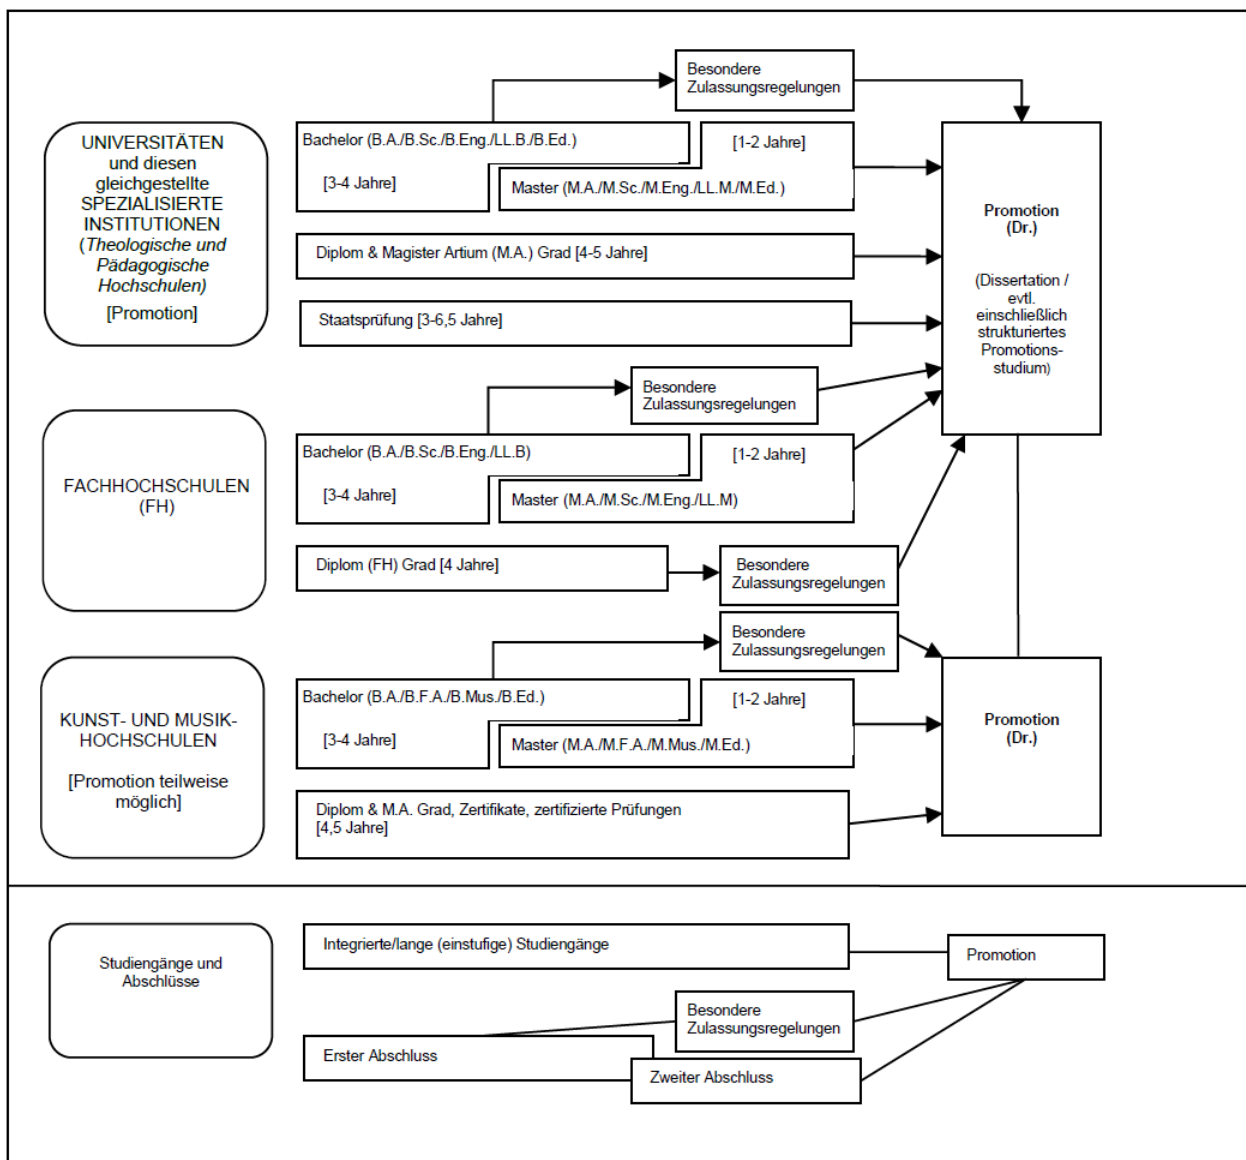 Besondere
Zulassungsregelungen
UNIVERSITÄTEN
und diesen
gleichgestellte
SPEZIALISIERTE
INSTITUTIONEN
(Theologische und
Pädagogische
Hochschulen)
[Promotion]
Bachelor (B.A./B.Sc./B.Eng./LL.B./B.Ed.)
[3-4 Jahre]
[1-2 Jahre]
Master (M.A./M.Sc./M.Eng./LL.M./M.Ed.)
Diplom & Magister Artium (M.A.) Grad [4-5 Jahre]
Staatsprüfung [3-6,5 Jahre]
Promotion
(Dr.)
(Dissertation /
evtl.
einschließlich
strukturiertes
Promotions-
studium)
Besondere
Zulassungsregelungen
FACHHOCHSCHULEN
(FH)
Bachelor (B.A./B.Sc./B.Eng./LL.B)
[3-4 Jahre]
[1-2 Jahre]
Master (M.A./M.Sc./M.Eng./LL.M)
Diplom (FH) Grad [4 Jahre]
Besondere
Zulassungsregelungen
Besondere
Zulassungsregelungen
KUNST- UND MUSIK-
HOCHSCHULEN
[Promotion teilweise
möglich]
Bachelor (B.A./B.F.A./B.Mus./B.Ed.)
[3-4 Jahre]
[1-2 Jahre]
Master (M.A./M.F.A./M.Mus./M.Ed.)
Diplom & M.A. Grad, Zertifikate, zertifizierte Prüfungen
[4,5 Jahre]
Promotion
(Dr.)
Studiengänge und
Abschlüsse
Integrierte/lange (einstufige) Studiengänge
Promotion
Besondere
Zulassungsregelungen
Erster Abschluss
Zweiter Abschluss